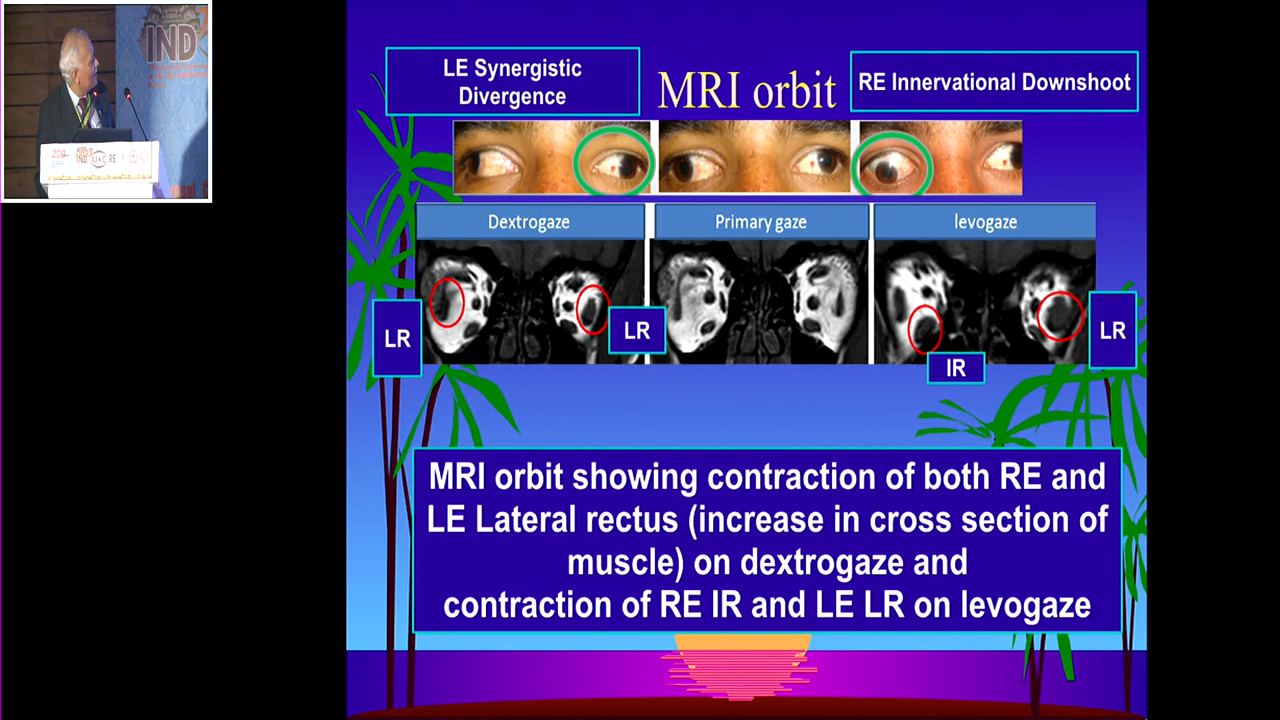 IND
LE Synergistic
Divergence
MRI orbit
RE Innervational Downshoot
Dextrogaze
Primary gaze
levogaze
LR
LR
IR
LR
MRI orbit showing contraction of both RE and
LE Lateral rectus (increase in cross section of
muscle) on dextrogaze and
contraction of RE IR and LE LR on levogaze